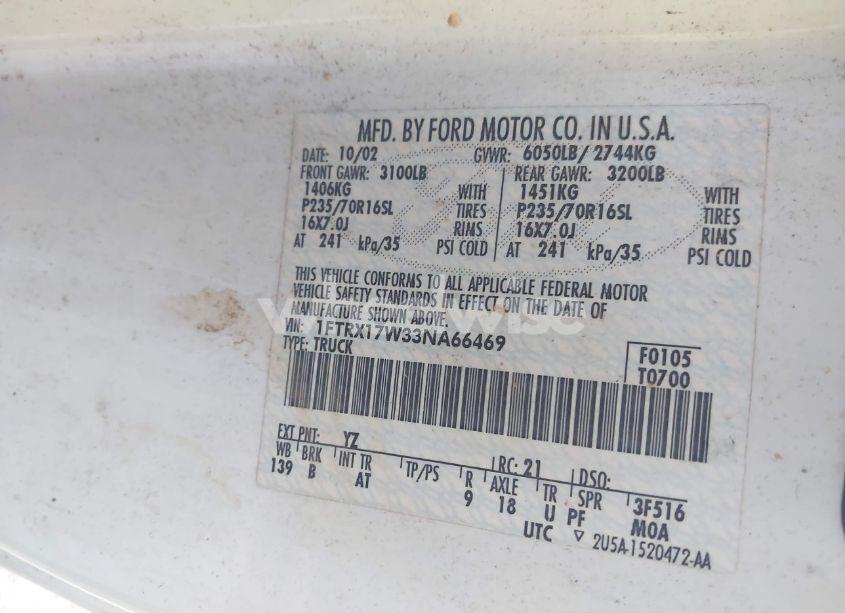 MFD. BY FORD MOTOR CO. IN U.S.A.
DATE: 10/02 GVWR: 6050LB/ 2744KG
FRONT GAWR: 3100LB REAR GAWR: 3200LB
1406KG WITH 1451KG WITH
P235/70R16SL TIRES P235/70R16SL TIRES
16X7.0J RIMS 16X7.0J RIMS
AT 241 kPa/35 PSI COLD AT 241 kPa/35 PSI COLD
THIS VEHICLE CONFORMS TO ALL APPLICABLE FEDERAL MOTOR
VEHICLE SAFETY STANDARDS IN EFFECT ON THE DATE OF
MANUFACTURE SHOWN ABOVE.
VIN: 1FTRX17W33NA66469
TYPE: TRUCK
F0105
T0700
EXT PNT: YZ RC: 21 DSO:
WB BRK INT TR TP/PS R AXLE TR SPR 3F516
139 B AT 9 18 U PF M0A
UTC ▽ 2U5A-1520472-AA